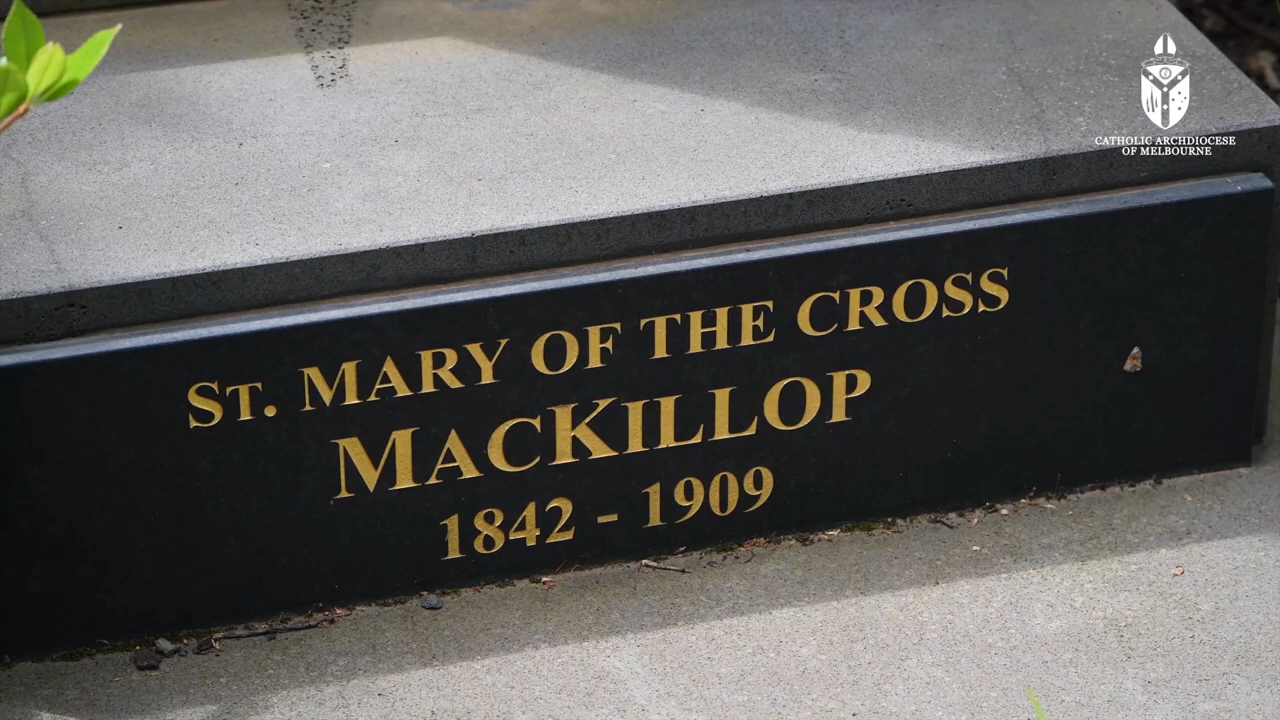 CATHOLIC ARCHDIOCESE
OF MELBOURNE
ST. MARY OF THE CROSS
MACKILLOP
1842 - 1909